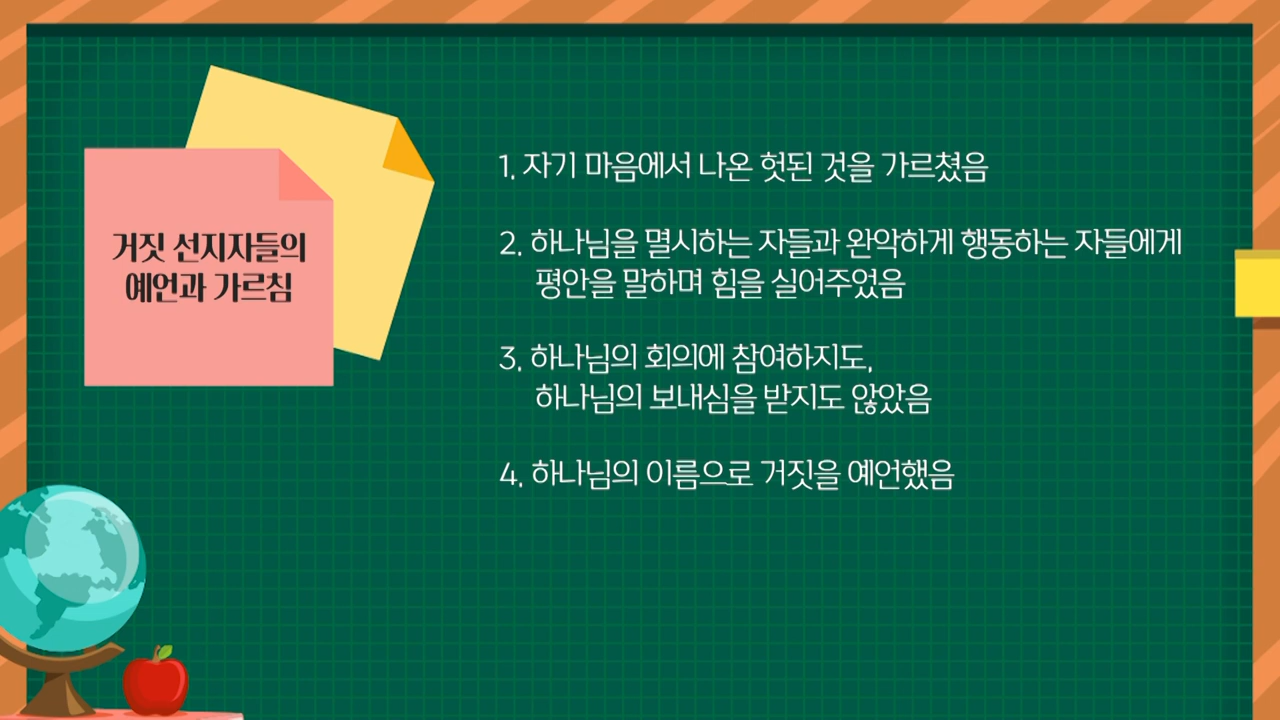 거짓 선지자들의
예언과 가르침
1. 자기 마음에서 나온 헛된 것을 가르쳤음
2. 하나님을 멸시하는 자들과 완악하게 행동하는 자들에게
평안을 말하며 힘을 실어주었음
3. 하나님의 회의에 참여하지도,
하나님의 보내심을 받지도 않았음
4. 하나님의 이름으로 거짓을 예언했음